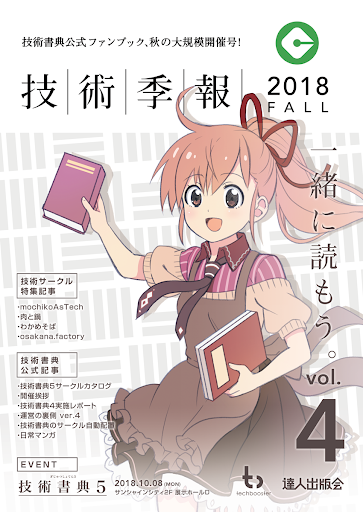 技術書典公式ファンブック、秋の大規模開催号!
技術季報
2018
FALL
一緒に読もう。
技術サークル
特集記事
・mochikoAsTech
・肉と鍋
・わかめそば
・osakana.factory
技術書典
公式記事
・技術書典5サークルカタログ
・開催挨拶
・技術書典4実施レポート
・運営の裏側 ver.4
・技術書典のサークル自動配置
・日常マンガ
vol.
4
EVENT
技術書典5
2018.10.08 (MON)
サンシャインシティ2F 展示ホールD
techbooster
達人出版会